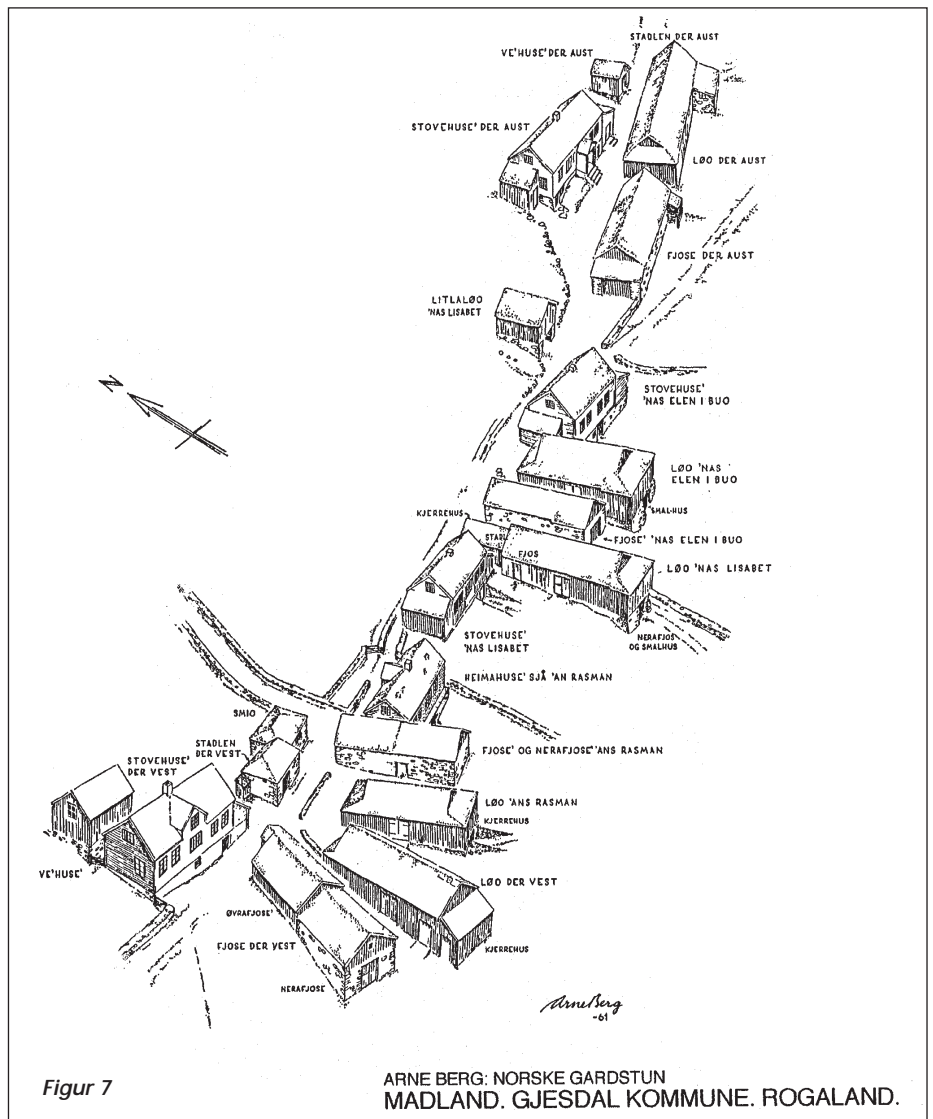 STADLEN DER AUST
VE'HUSE' DER AUST
STOVEHUSE' DER AUST
LØO DER AUST
FJOSE DER AUST
LITLALØO
'NAS LISABET
N
STOVEHUSE'
'NAS ELEN I BUO
LØO 'NAS
ELEN I BUO
SMALHUS
KJERREHUS
STADL
FJOSE' 'NAS ELEN I BUO
FJOS
LØO 'NAS LISABET
NERAFJOS
OG SMALHUS
STOVEHUSE'
'NAS LISABET
HEIMAHUSE' SJÅ 'AN RASMAN
SMIO
STADLEN
DER VEST
STOVEHUSE'
DER VEST
FJOSE' OG NERAFJOSE' 'ANS RASMAN
LØO 'ANS RASMAN
KJERREHUS
VE'HUSE'
LØO DER VEST
ØVRAFJOSE'
FJOSE DER VEST
KJERREHUS
NERAFJOSE
Arne Berg
-61
Figur 7
ARNE BERG: NORSKE GARDSTUN
MADLAND. GJESDAL KOMMUNE. ROGALAND.